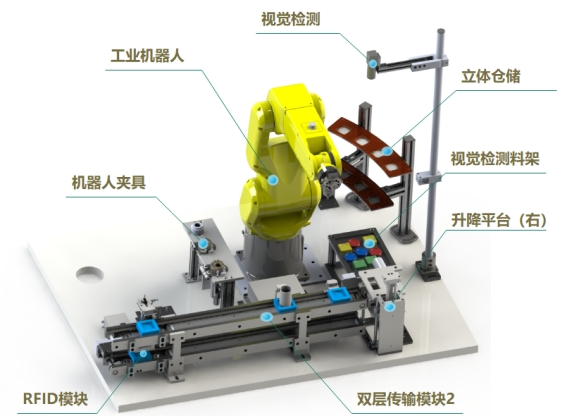 视觉检测
工业机器人
立体仓储
视觉检测料架
机器人夹具
升降平台（右）
RFID模块
双层传输模块2